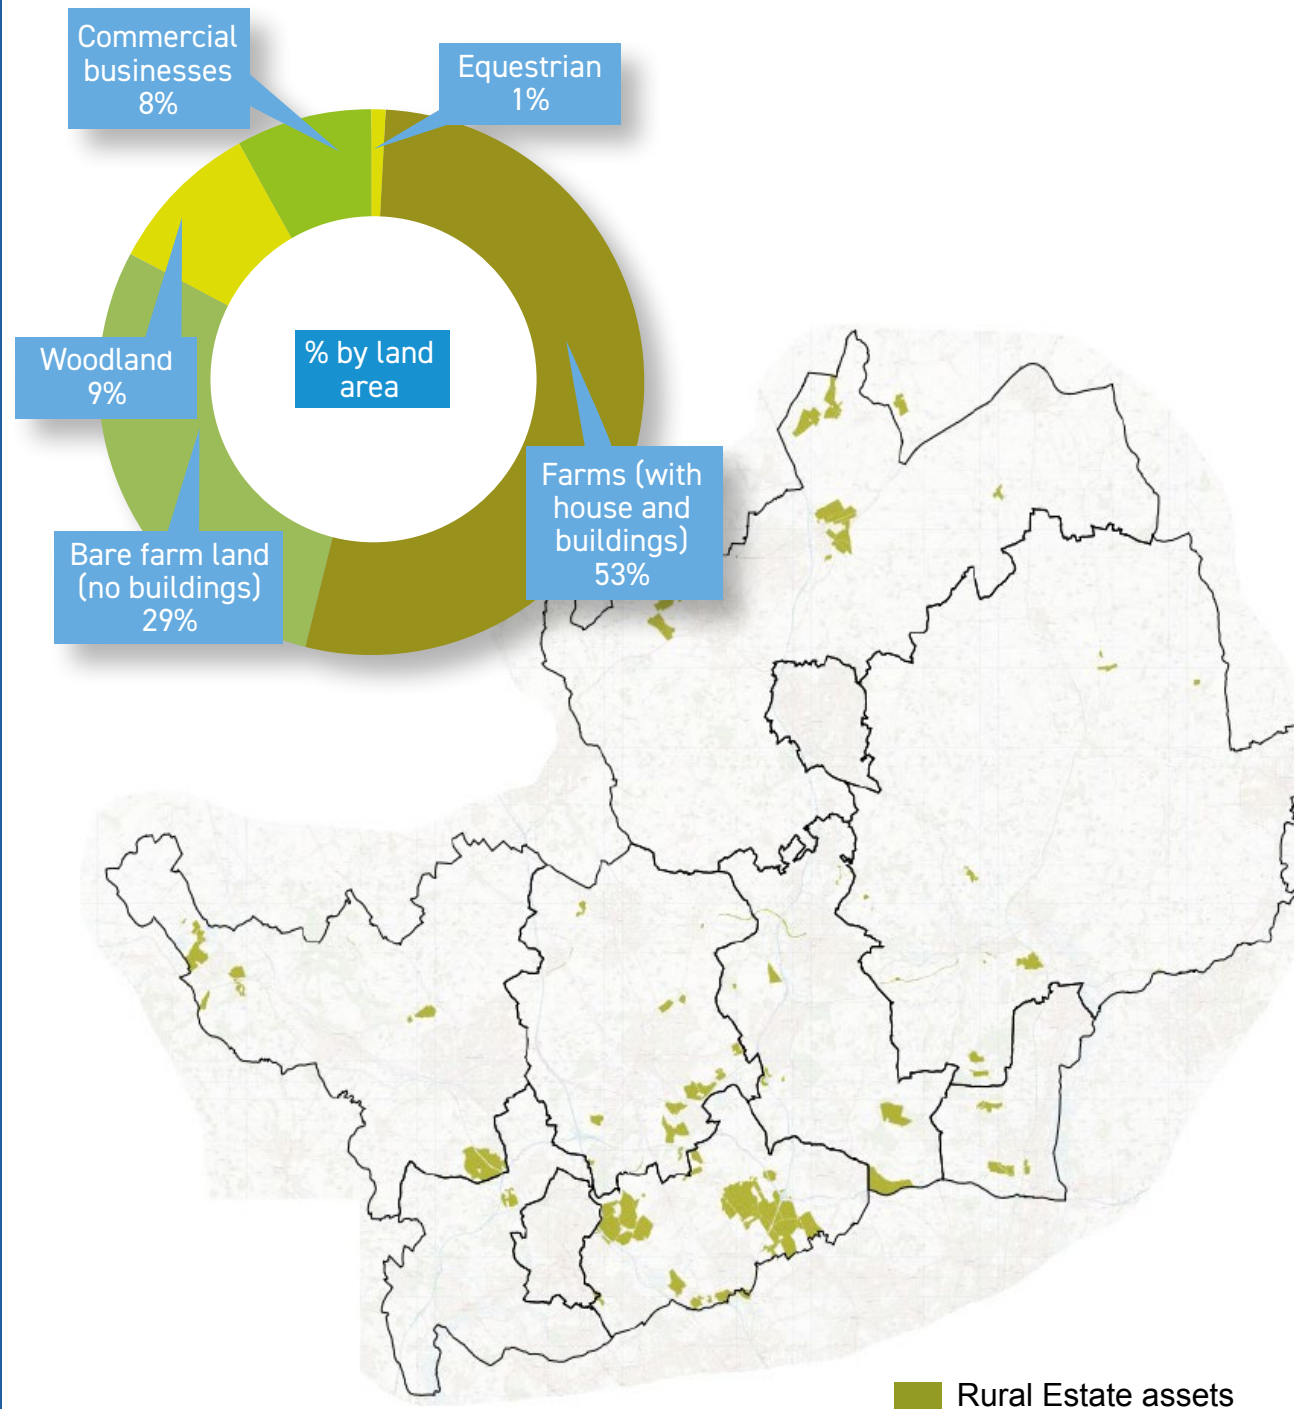 Commercial
businesses
8%
Equestrian
1%
Woodland
9%
% by land
area
Farms (with
house and
buildings)
53%
Bare farm land
(no buildings)
29%
Rural Estate assets